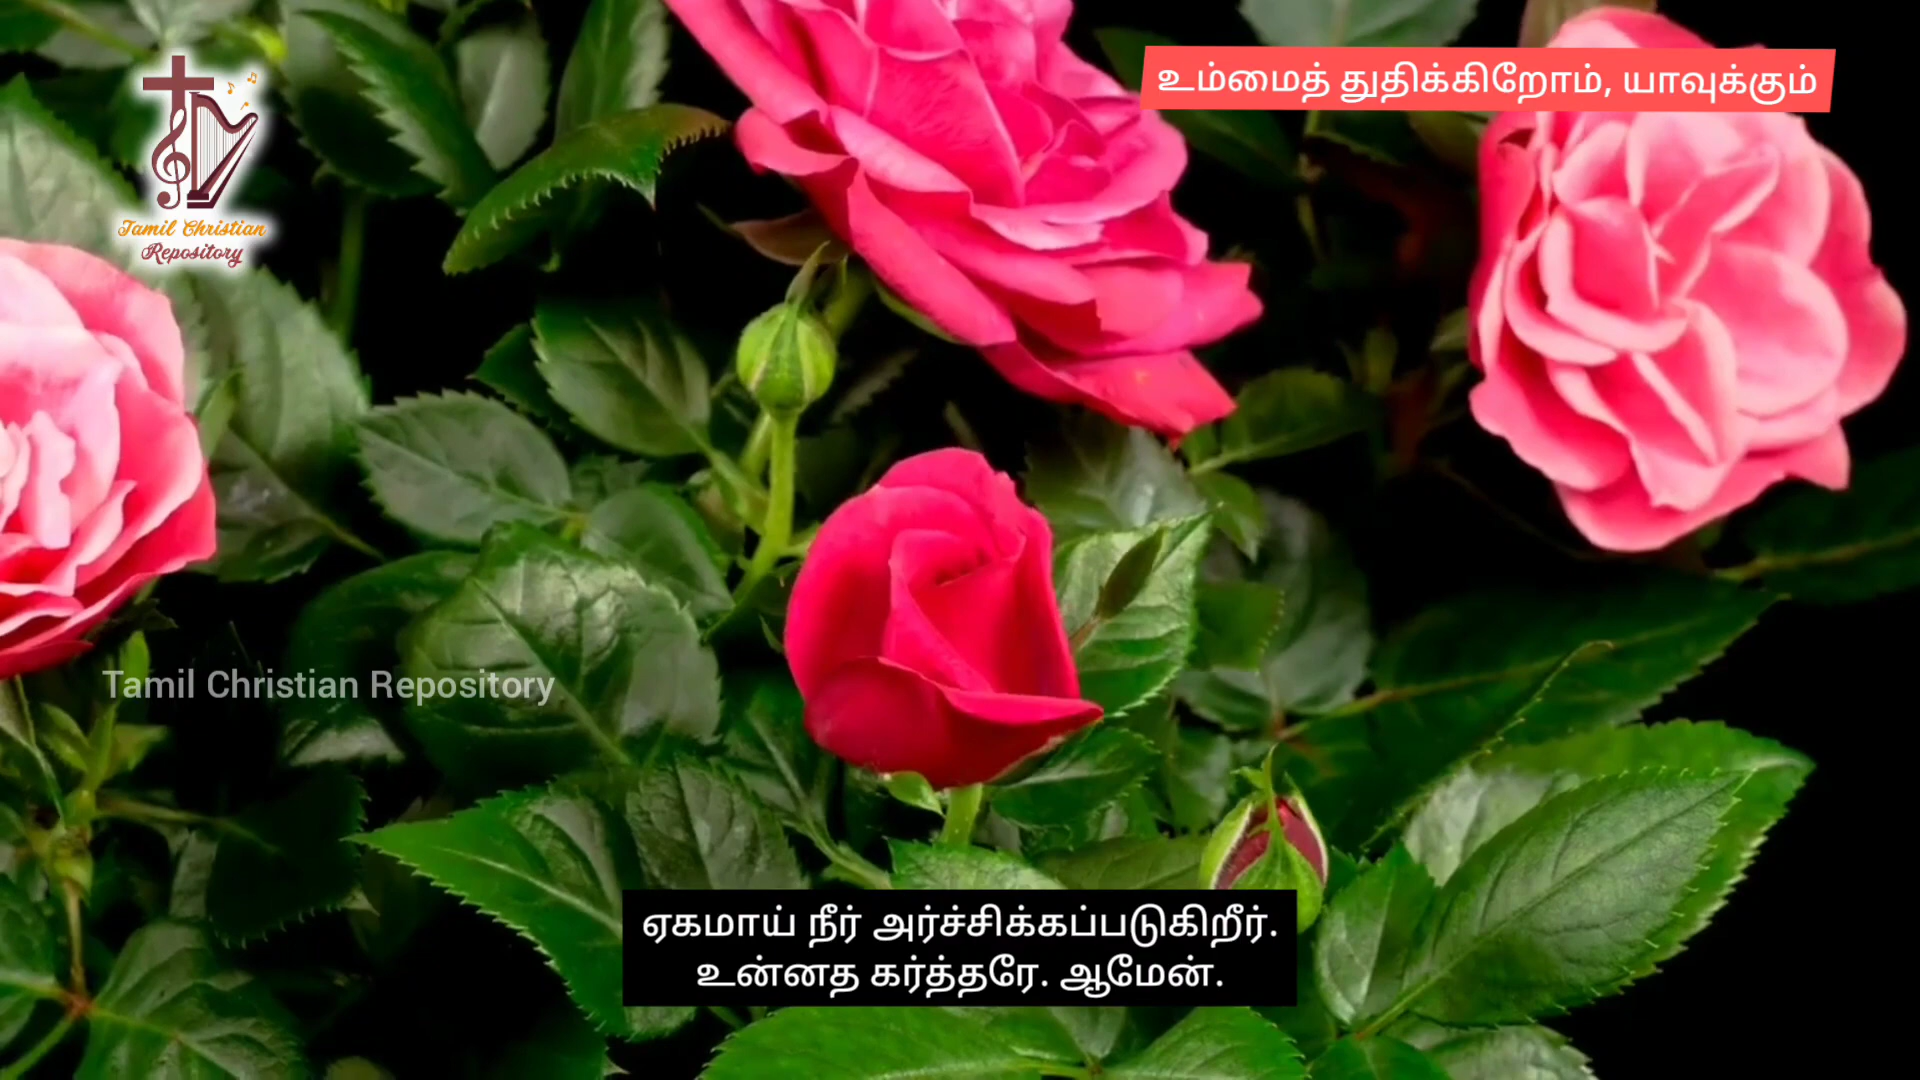 உம்மைத் துதிக்கிறோம், யாவுக்கும்
Tamil Christian
Repository
Tamil Christian Repository
ஏகமாய் நீர் அர்ச்சிக்கப்படுகிறீர்.
உன்னத கர்த்தரே. ஆமேன்.